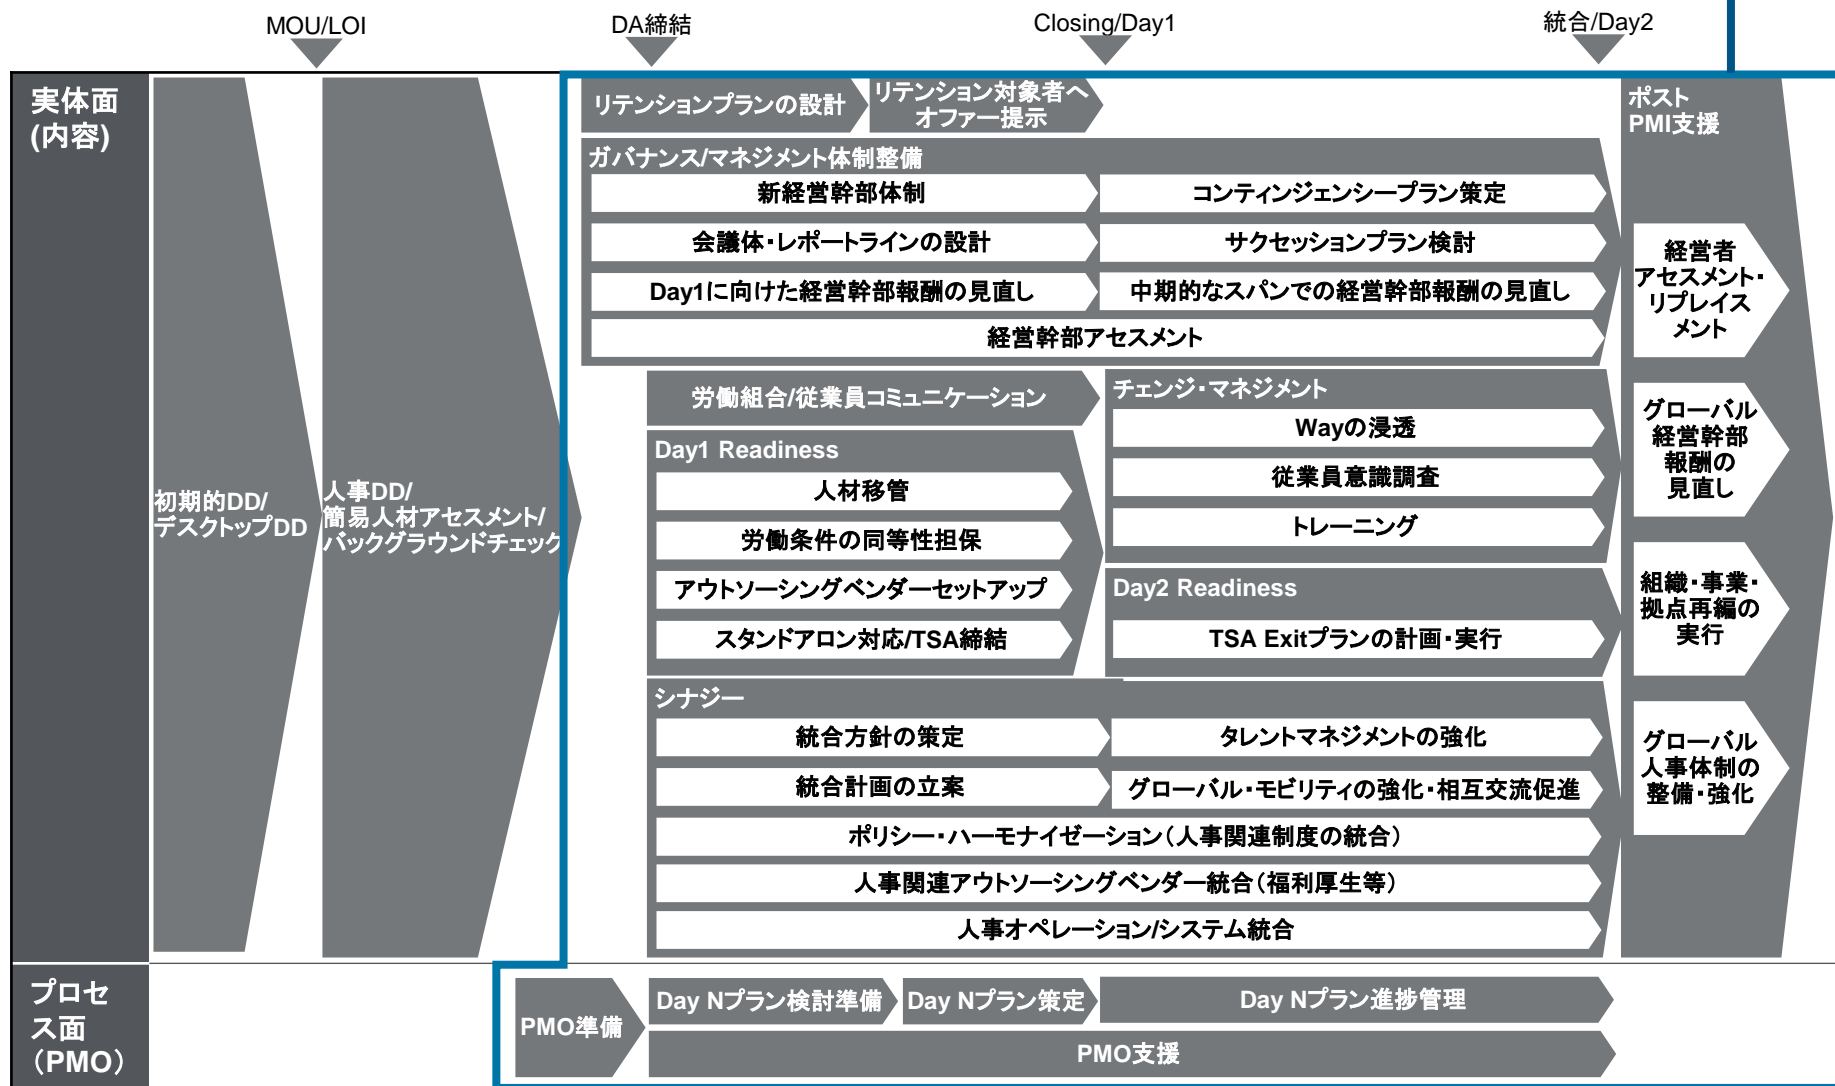 MOU/LOI
DA締結
Closing/Day1
統合/Day2
実体面
(内容)
初期的DD/
デスクトップDD
人事DD/
簡易人材アセスメント/
バックグラウンドチェック
リテンションプランの設計
リテンション対象者へ
オファー提示
ガバナンス/マネジメント体制整備
新経営幹部体制
コンティンジェンシープラン策定
会議体・レポートラインの設計
サクセッションプラン検討
Day1に向けた経営幹部報酬の見直し
中期的なスパンでの経営幹部報酬の見直し
経営幹部アセスメント
労働組合/従業員コミュニケーション
Day1 Readiness
人材移管
労働条件の同等性担保
アウトソーシングベンダーセットアップ
スタンドアロン対応/TSA締結
チェンジ・マネジメント
Wayの浸透
従業員意識調査
トレーニング
Day2 Readiness
TSA Exitプランの計画・実行
シナジー
統合方針の策定
タレントマネジメントの強化
統合計画の立案
グローバル・モビリティの強化・相互交流促進
ポリシー・ハーモナイゼーション(人事関連制度の統合)
人事関連アウトソーシングベンダー統合(福利厚生等)
人事オペレーション/システム統合
ポスト
PMI支援
経営者
アセスメント・
リプレイス
メント
グローバル
経営幹部
報酬の
見直し
組織・事業・
拠点再編の
実行
グローバル
人事体制の
整備・強化
プロセ
ス面
(PMO)
PMO準備
Day Nプラン検討準備
Day Nプラン策定
Day Nプラン進捗管理
PMO支援